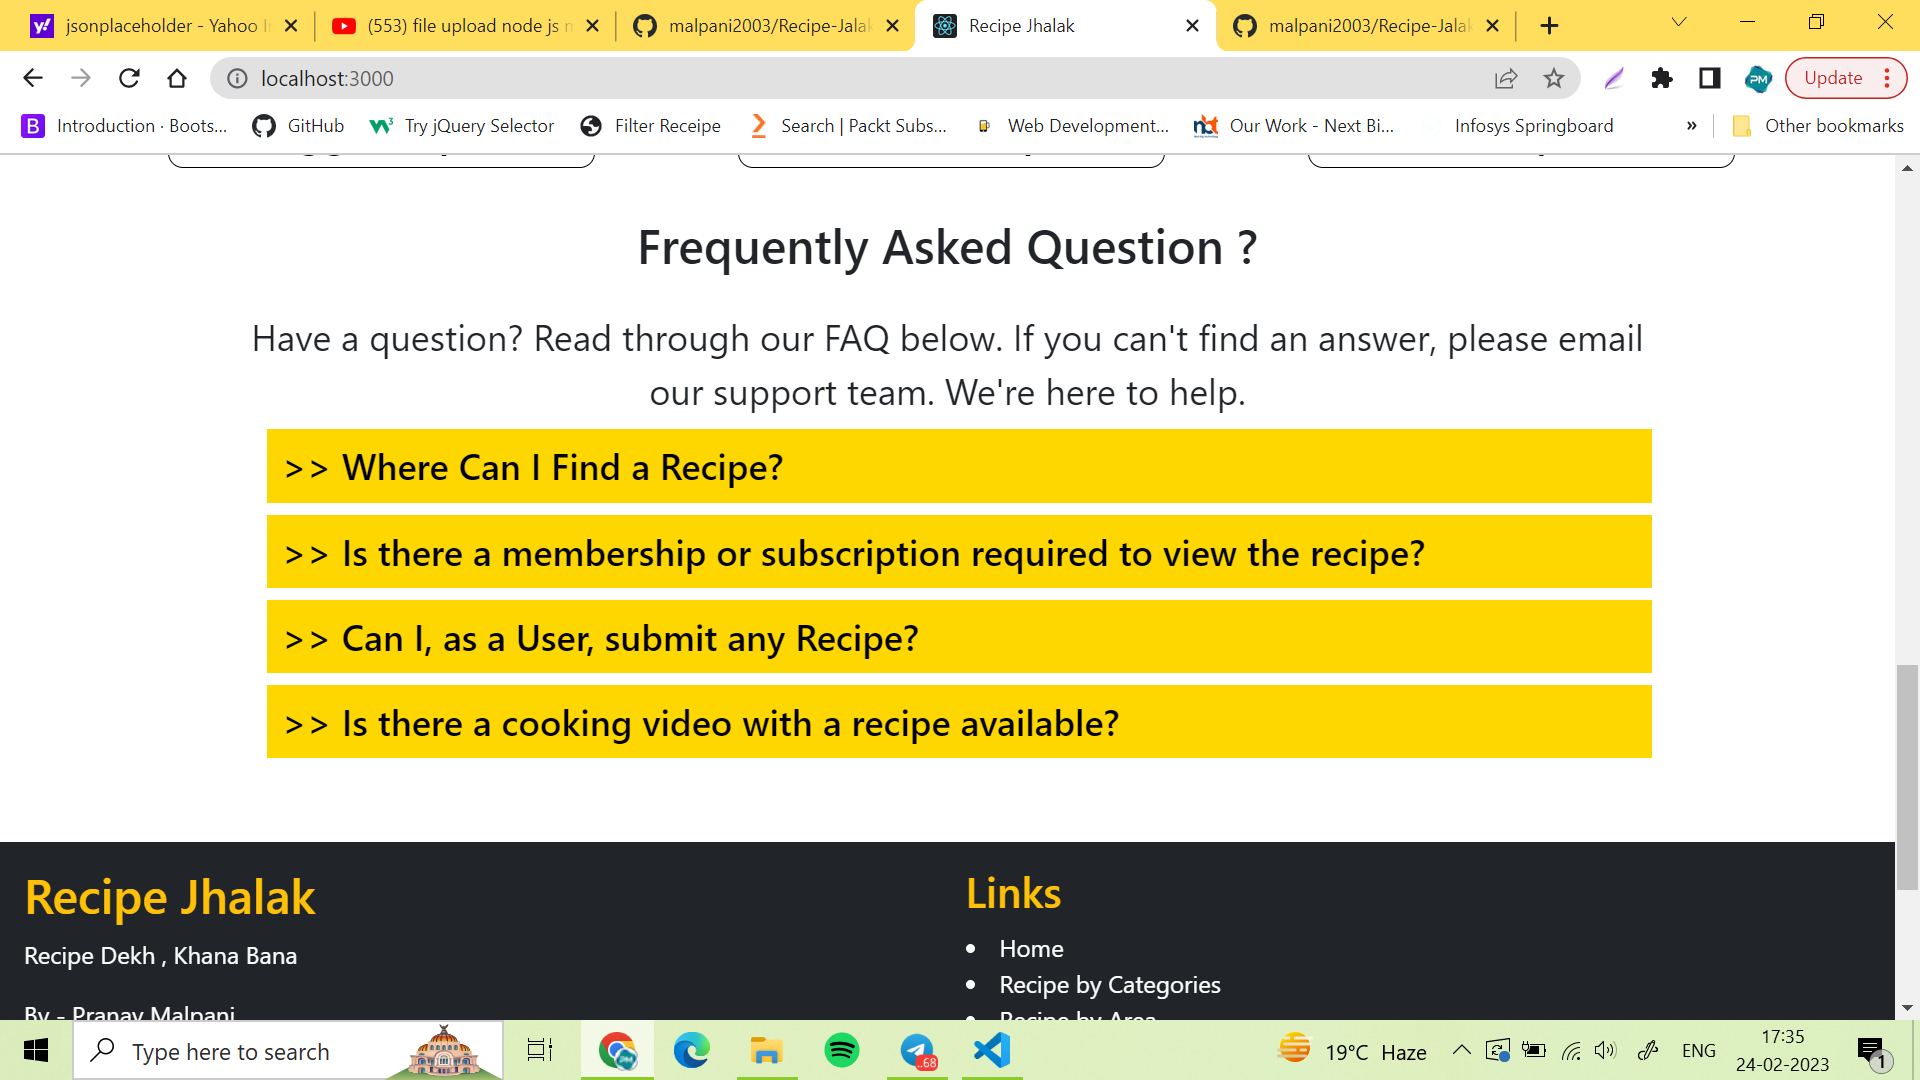 jsonplaceholder - Yahoo I
(553) file upload node js m
malpani2003/Recipe-Jalak
Recipe Jhalak
malpani2003/Recipe-Jalak
localhost:3000
Update
Introduction · Boots...
GitHub
Try jQuery Selector
Filter Receipe
Search | Packt Subs...
Web Development...
Our Work - Next Bi...
Infosys Springboard
»
Other bookmarks
Frequently Asked Question ?
Have a question? Read through our FAQ below. If you can't find an answer, please email
our support team. We're here to help.
>> Where Can I Find a Recipe?
>> Is there a membership or subscription required to view the recipe?
>> Can I, as a User, submit any Recipe?
>> Is there a cooking video with a recipe available?
Recipe Jhalak
Recipe Dekh , Khana Bana
By - Pranav Malpani
Links
Home
Recipe by Categories
Recipe by Area
Type here to search
PM
..68
19°C Haze
ENG
17:35
24-02-2023
1